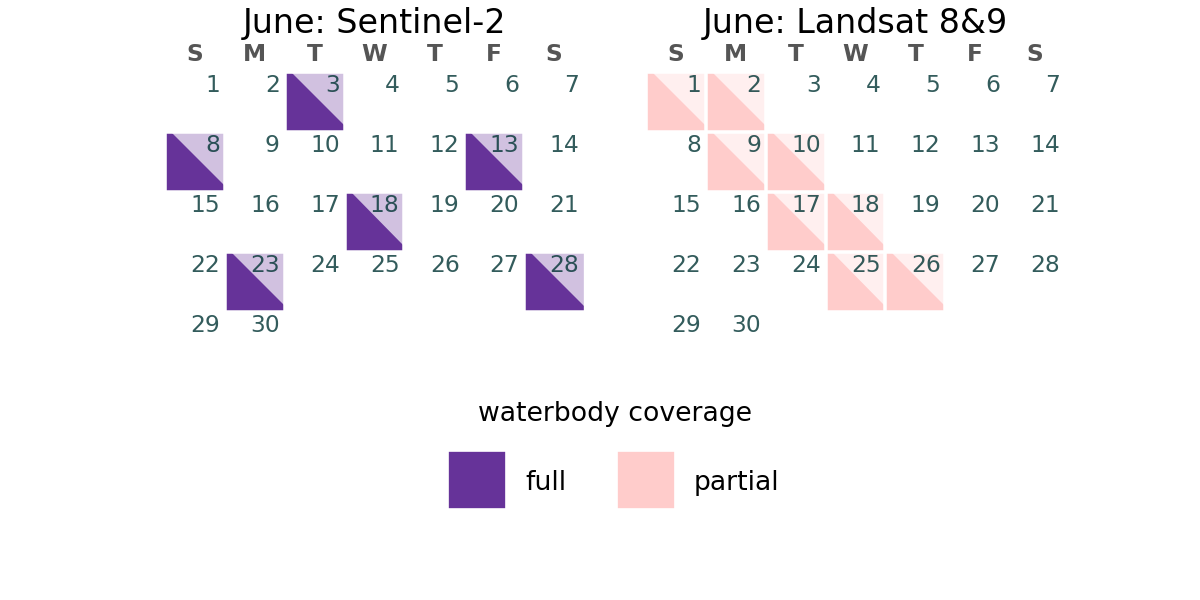 June: Sentinel-2
S M T W T F S
1 2 3 4 5 6 7
8 9 10 11 12 13 14
15 16 17 18 19 20 21
22 23 24 25 26 27 28
29 30
June: Landsat 8&9
S M T W T F S
1 2 3 4 5 6 7
8 9 10 11 12 13 14
15 16 17 18 19 20 21
22 23 24 25 26 27 28
29 30
waterbody coverage
full
partial